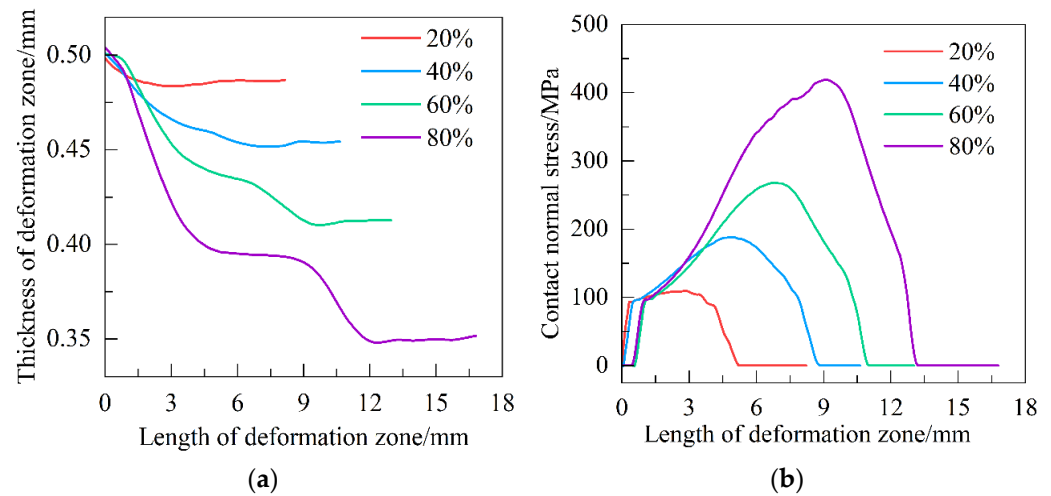 Thickness of deformation zone/mm
0.50
0.45
0.40
0.35
20%
40%
60%
80%
0 3 6 9 12 15 18
Length of deformation zone/mm
(a)
Contact normal stress/MPa
500
400
300
200
100
0
20%
40%
60%
80%
0 3 6 9 12 15 18
Length of deformation zone/mm
(b)